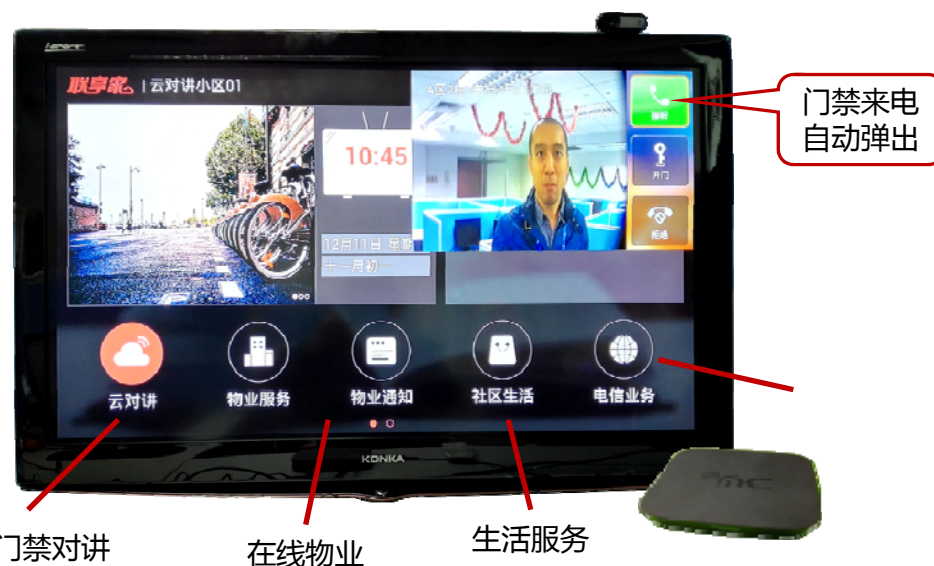 联享家 | 云对讲小区01
接听
开门
拒绝
10:45
12月11日 星期
十一月初一
云对讲
物业服务
物业通知
社区生活
电信业务
KONKA
门禁来电
自动弹出
门禁对讲
在线物业
生活服务